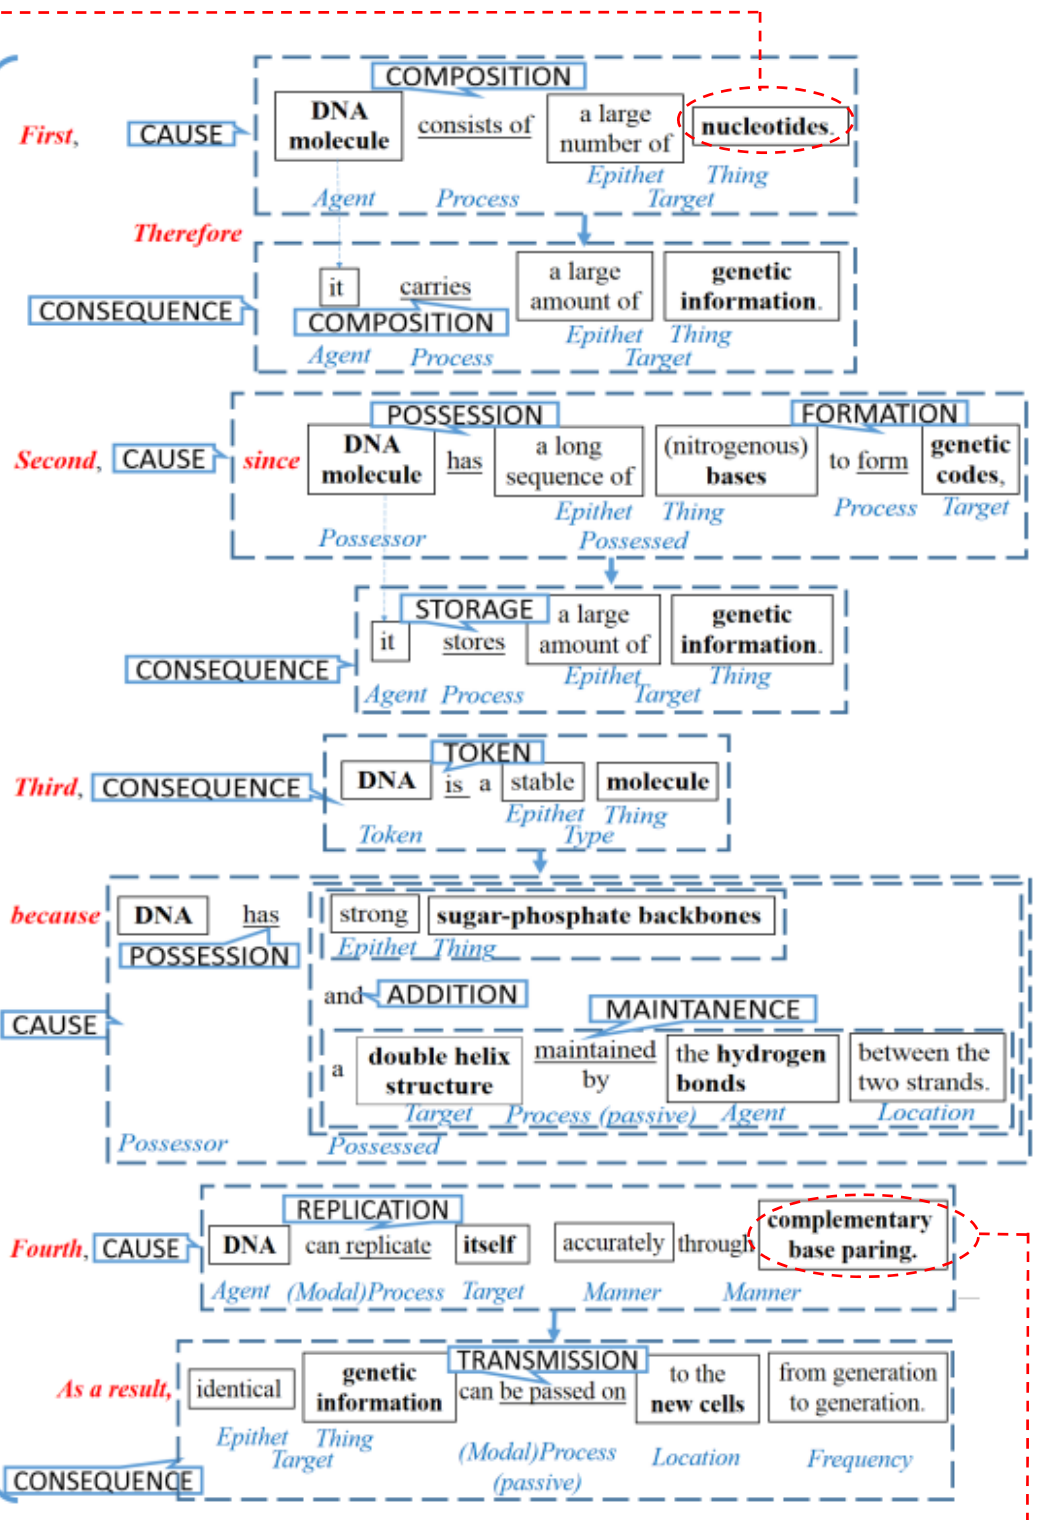 COMPOSITION
First, CAUSE DNA molecule consists of a large number of nucleotides.
Epithet Thing
Agent Process Target
Therefore
it carries a large amount of genetic information.
CONSEQUENCE COMPOSITION
Epithet Thing
Agent Process Target
POSSESSION FORMATION
Second, CAUSE since DNA molecule has a long sequence of (nitrogenous) bases to form genetic codes,
Epithet Thing Process Target
Possessor Possessed
STORAGE
it stores a large amount of genetic information.
CONSEQUENCE
Epithet Thing
Agent Process Target
TOKEN
Third, CONSEQUENCE DNA is a stable molecule
Epithet Thing
Token Type
because DNA has strong sugar-phosphate backbones
POSSESSION Epithet Thing
and ADDITION
MAINTANENCE
CAUSE
a double helix structure maintained by the hydrogen bonds between the two strands.
Target Process (passive) Agent Location
Possessor Possessed
REPLICATION
Fourth, CAUSE DNA can replicate itself accurately through complementary base paring.
Agent (Modal)Process Target Manner Manner
TRANSMISSION
As a result, identical genetic information can be passed on to the new cells from generation to generation.
Epithet Thing
Target (Modal)Process (passive) Location Frequency
CONSEQUENCE